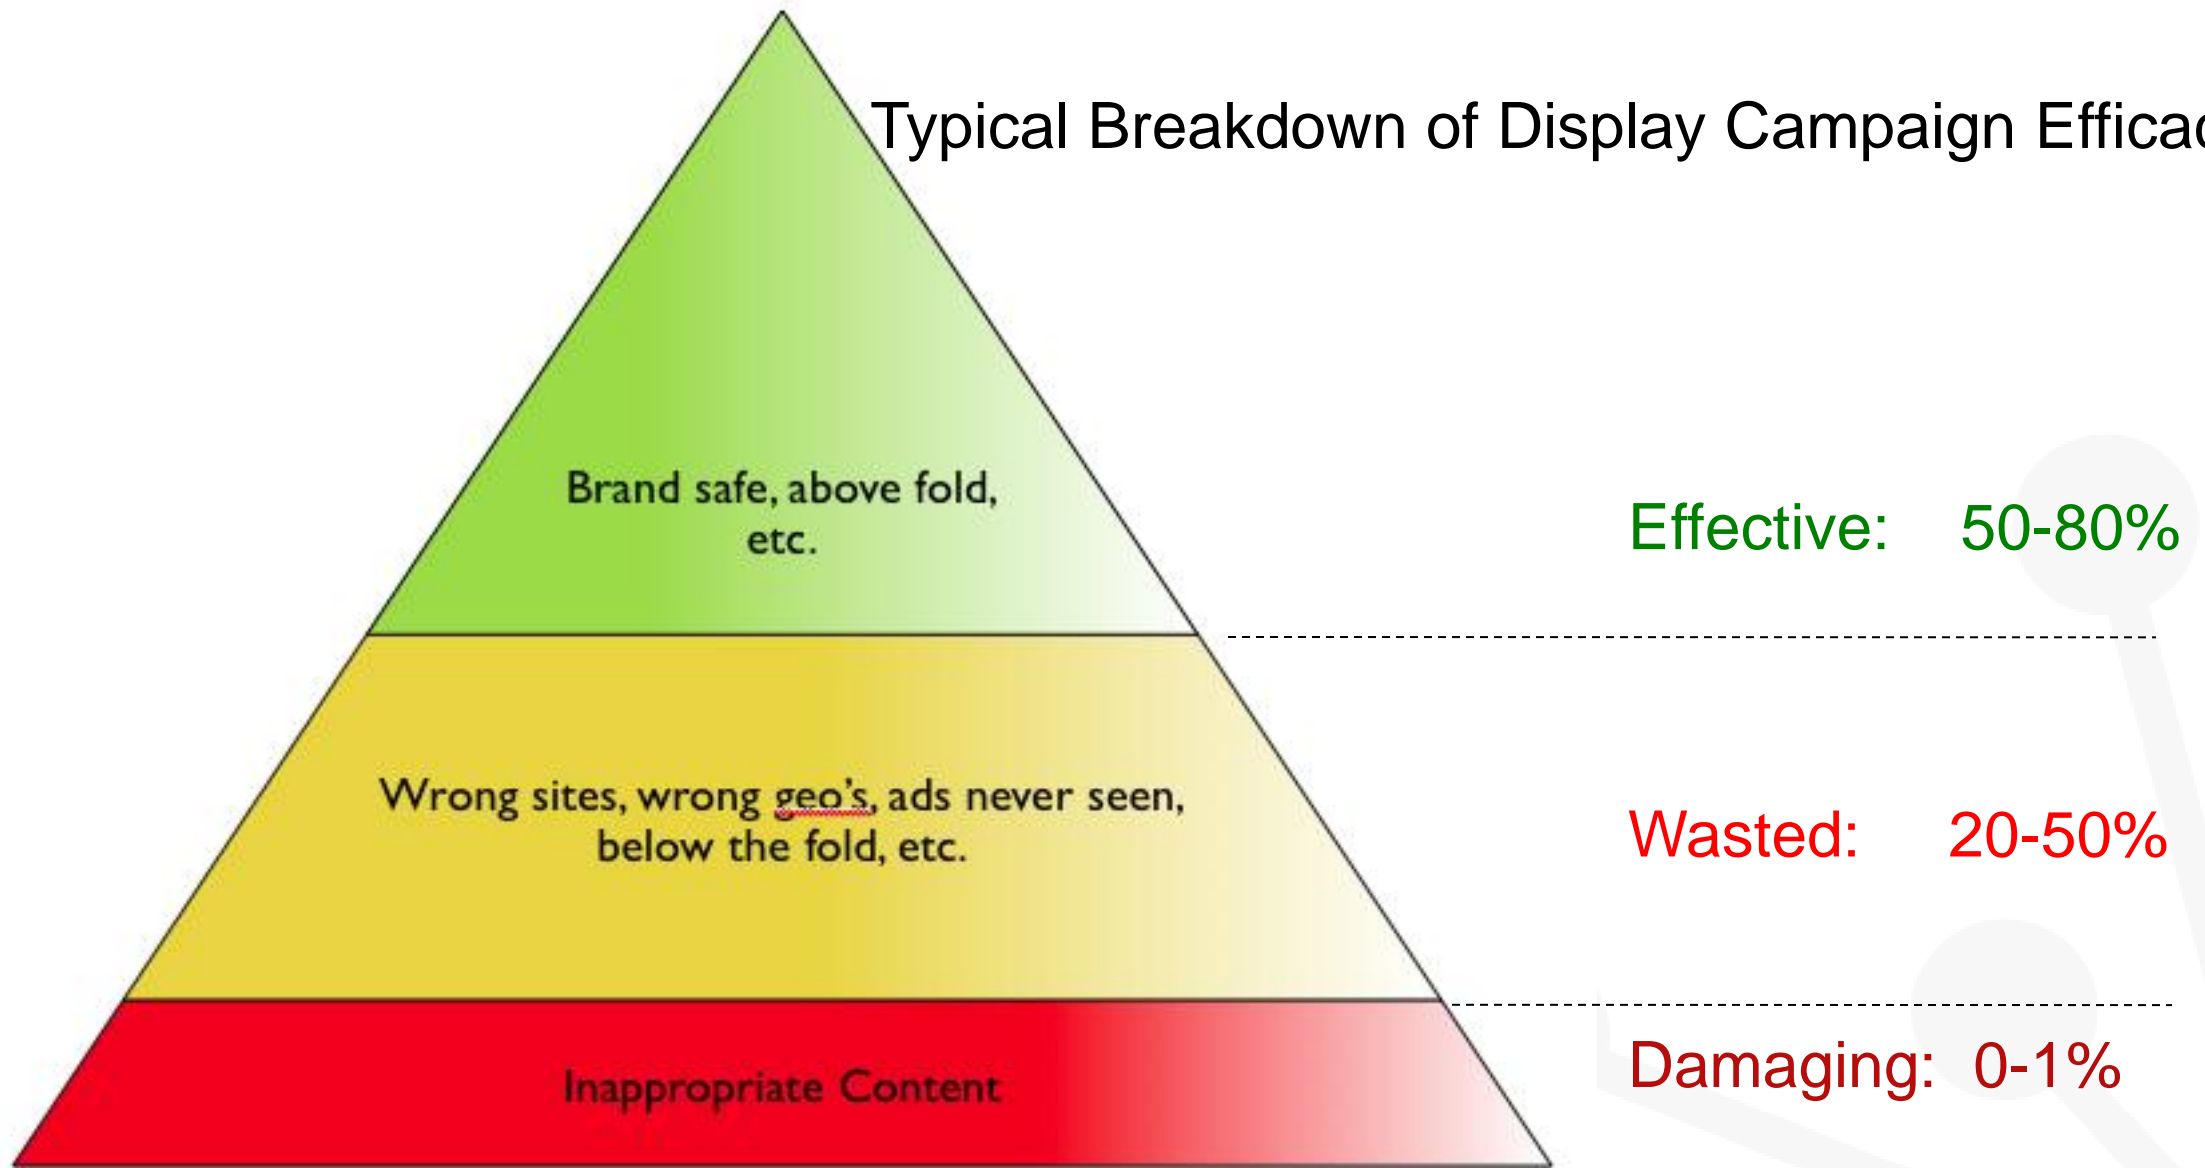 Typical Breakdown of Display Campaign Effica
Brand safe, above fold,
etc.
Effective: 50-80%
Wrong sites, wrong geo's, ads never seen,
below the fold, etc.
Wasted: 20-50%
Inappropriate Content
Damaging: 0-1%